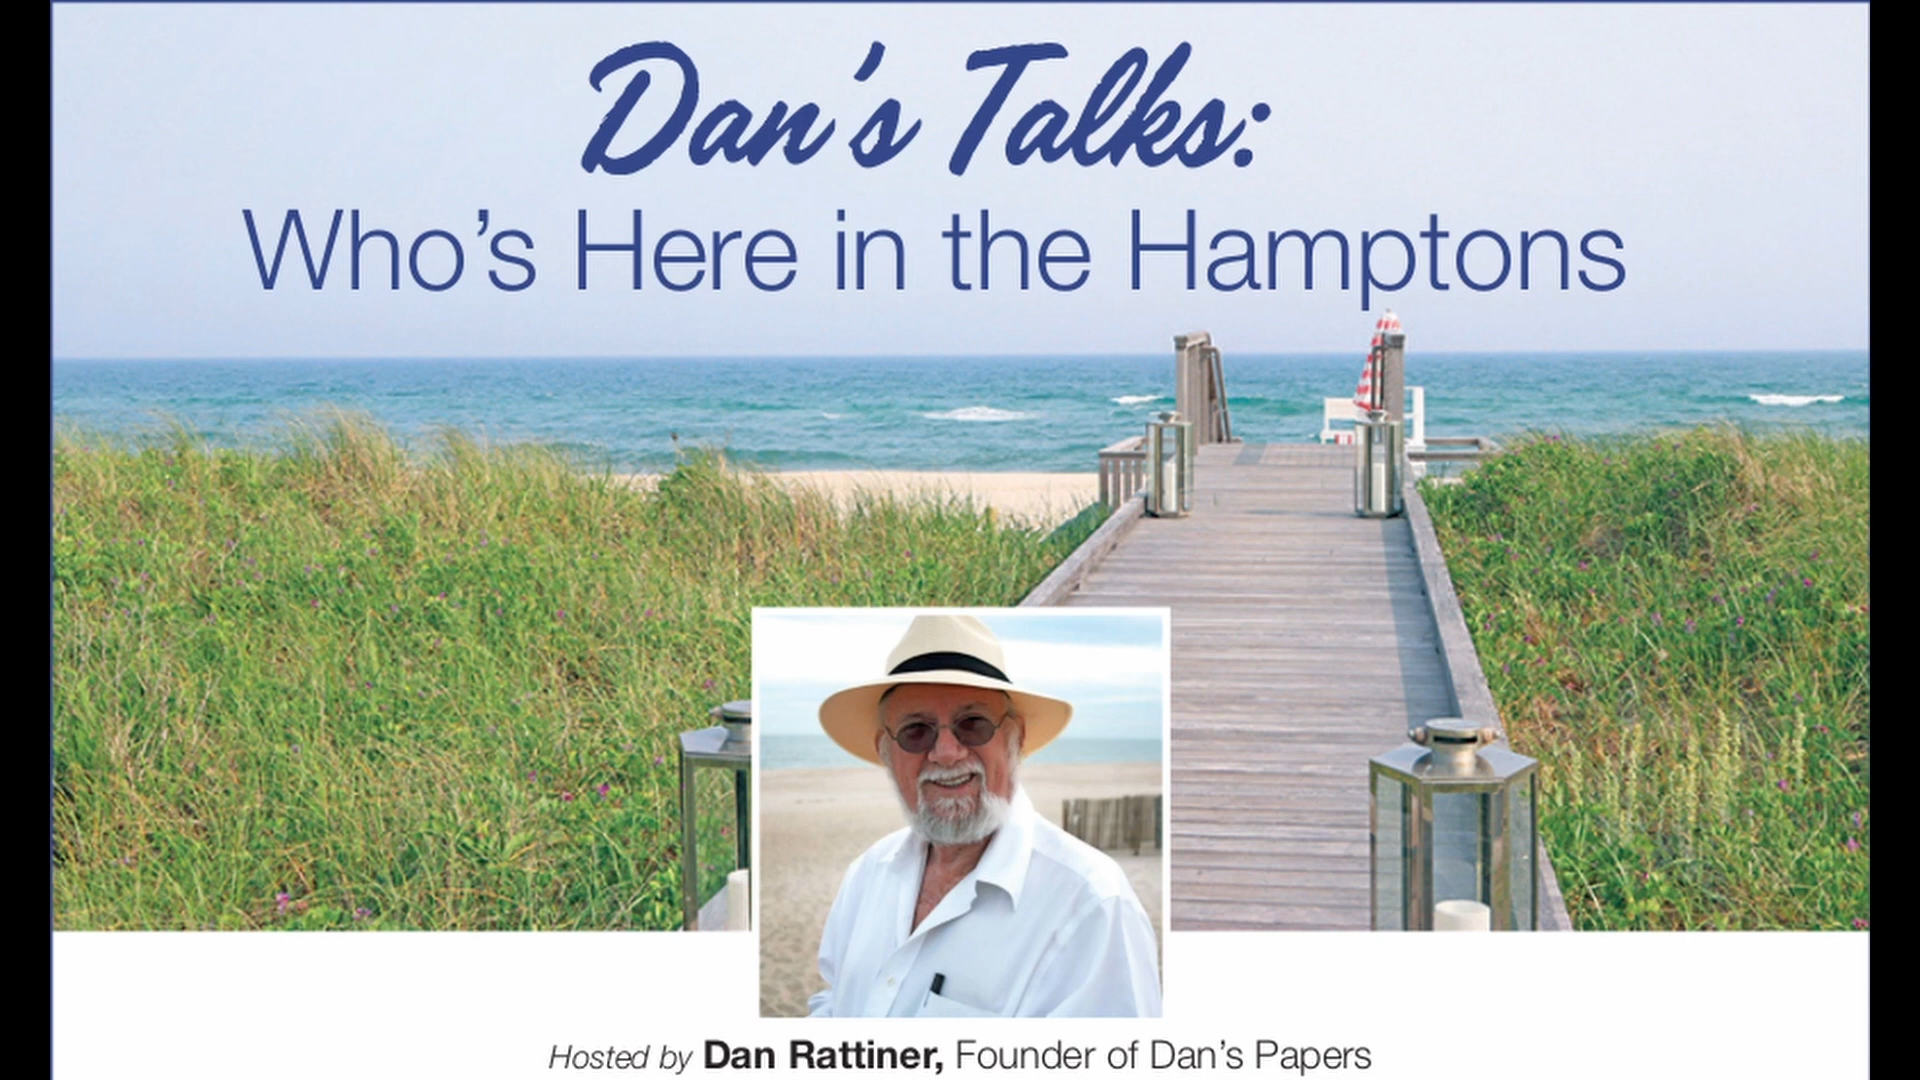 Dan's Talks:
Who's Here in the Hamptons
Hosted by Dan Rattiner, Founder of Dan's Papers